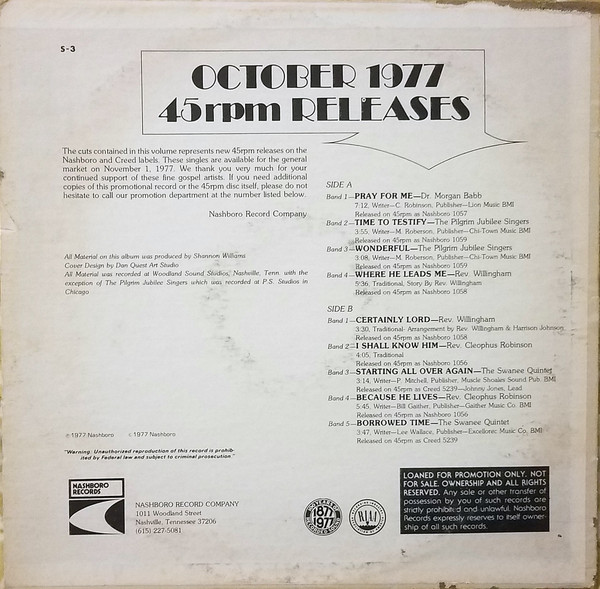 S-3
OCTOBER 1977
45rpm RELEASES
The cuts contained in this volume represents new 45rpm releases on the
Nashboro and Creed labels. These singles are available for the general
market on November 1, 1977. We thank you very much for your
continued support of these fine gospel artists. If you need additional
copies of this promotional record or the 45rpm disc itself, please do not
hesitate to call our promotion department at the number listed below.
Nashboro Record Company
All Material on this album was produced by Shannon Williams
Cover Design by Dan Quest Art Studio
All Material was recorded at Woodland Sound Studios, Nashville, Tenn. with the
exception of The Pilgrim Jubilee Singers which was recorded at P.S. Studios in
Chicago
SIDE A
Band 1—PRAY FOR ME—Dr. Morgan Babb
7:12, Writer—C. Robinson, Publisher—Lion Music BMI
Released on 45rpm as Nashboro 1057
Band 2—TIME TO TESTIFY—The Pilgrim Jubilee Singers
3:55, Writer—M. Roberson, Publisher—Chi-Town Music BMI
Released on 45rpm as Nashboro 1059
Band 3—WONDERFUL—The Pilgrim Jubilee Singers
3:08, Writer—M. Roberson, Publisher—Chi-Town Music BMI
Released on 45rpm as Nashboro 1059
Band 4—WHERE HE LEADS ME—Rev. Willingham
5:36, Traditional, Story By Rev. Willingham
Released on 45rpm as Nashboro 1058
SIDE B
Band 1—CERTAINLY LORD—Rev. Willingham
3:30, Traditional- Arrangement by Rev. Willingham & Harrison Johnson
Released on 45rpm as Nashboro 1058
Band 2—I SHALL KNOW HIM—Rev. Cleophus Robinson
4:05, Traditional
Released on 45rpm as Nashboro 1056
Band 3—STARTING ALL OVER AGAIN—The Swanee Quintet
3:14, Writer—P. Mitchell, Publisher, Muscle Shoales Sound Pub. BMI
Released on 45rpm as Creed 5239—Johnny Jones, Lead
Band 4—BECAUSE HE LIVES—Rev. Cleophus Robinson
5:45, Writer—Bill Gaither, Publisher—Gaither Music Co. BMI
Released on 45rpm as Nashboro 1056
Band 5—BORROWED TIME—The Swanee Quintet
3:47, Writer—Lee Wallace, Publisher—Excellorec Music Co. BMI
Released on 45rpm as Creed 5239
℗ 1977 Nashboro © 1977 Nashboro
"Warning: Unauthorized reproduction of this record is prohib-
ited by Federal law and subject to criminal prosecution."
NASHBORO
RECORDS
NASHBORO RECORD COMPANY
1011 Woodland Street
Nashville, Tennessee 37206
(615) 227-5081
1877
1977
RIAA
LOANED FOR PROMOTION ONLY, NOT
FOR SALE, OWNERSHIP AND ALL RIGHTS
RESERVED. Any sale or other transfer of
possession by you of such records are
strictly prohibited and unlawful. Nashboro
Records expressly reserves to itself owner-
ship of all such records.